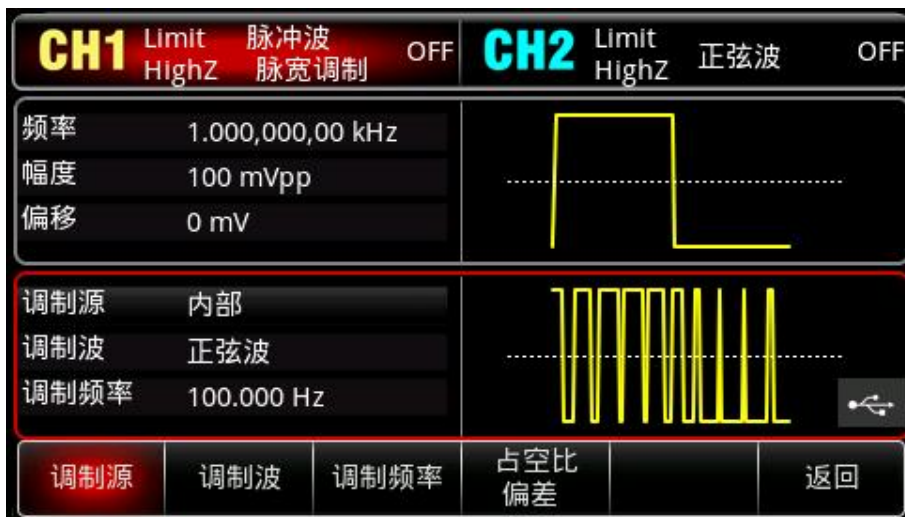 CH1 Limit 脉冲波 OFF
HighZ 脉宽调制
CH2 Limit 正弦波 OFF
HighZ
频率 1.000,000,00 kHz
幅度 100 mVpp
偏移 0 mV
调制源 内部
调制波 正弦波
调制频率 100.000 Hz
调制源 调制波 调制频率 占空比 返回
偏差